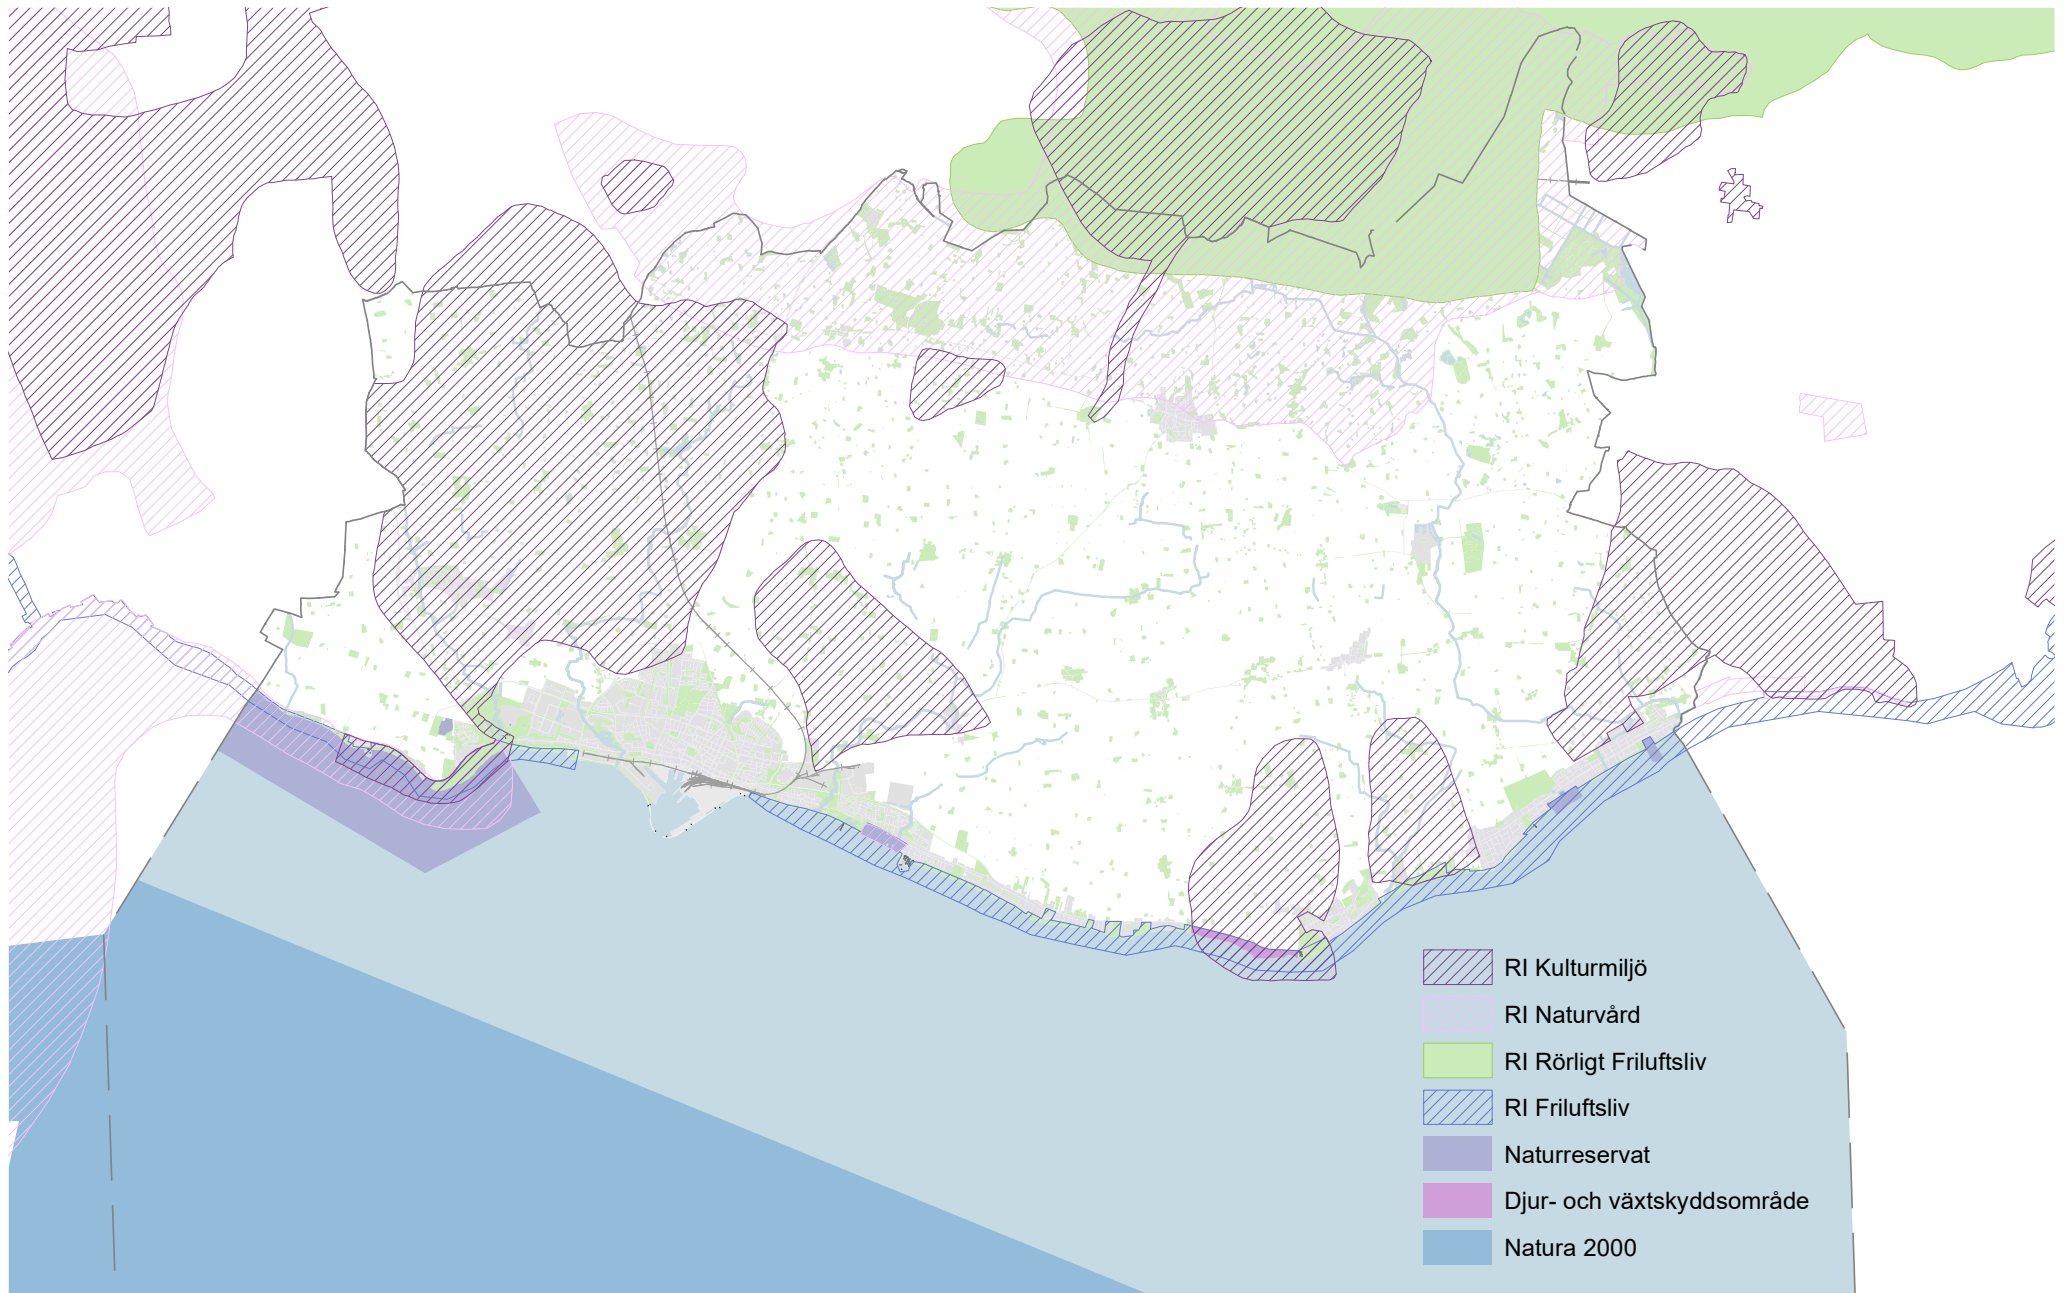 RI Kulturmiljö
RI Naturvård
RI Rörligt Friluftsliv
RI Friluftsliv
Naturreservat
Djur- och växtskyddsområde
Natura 2000